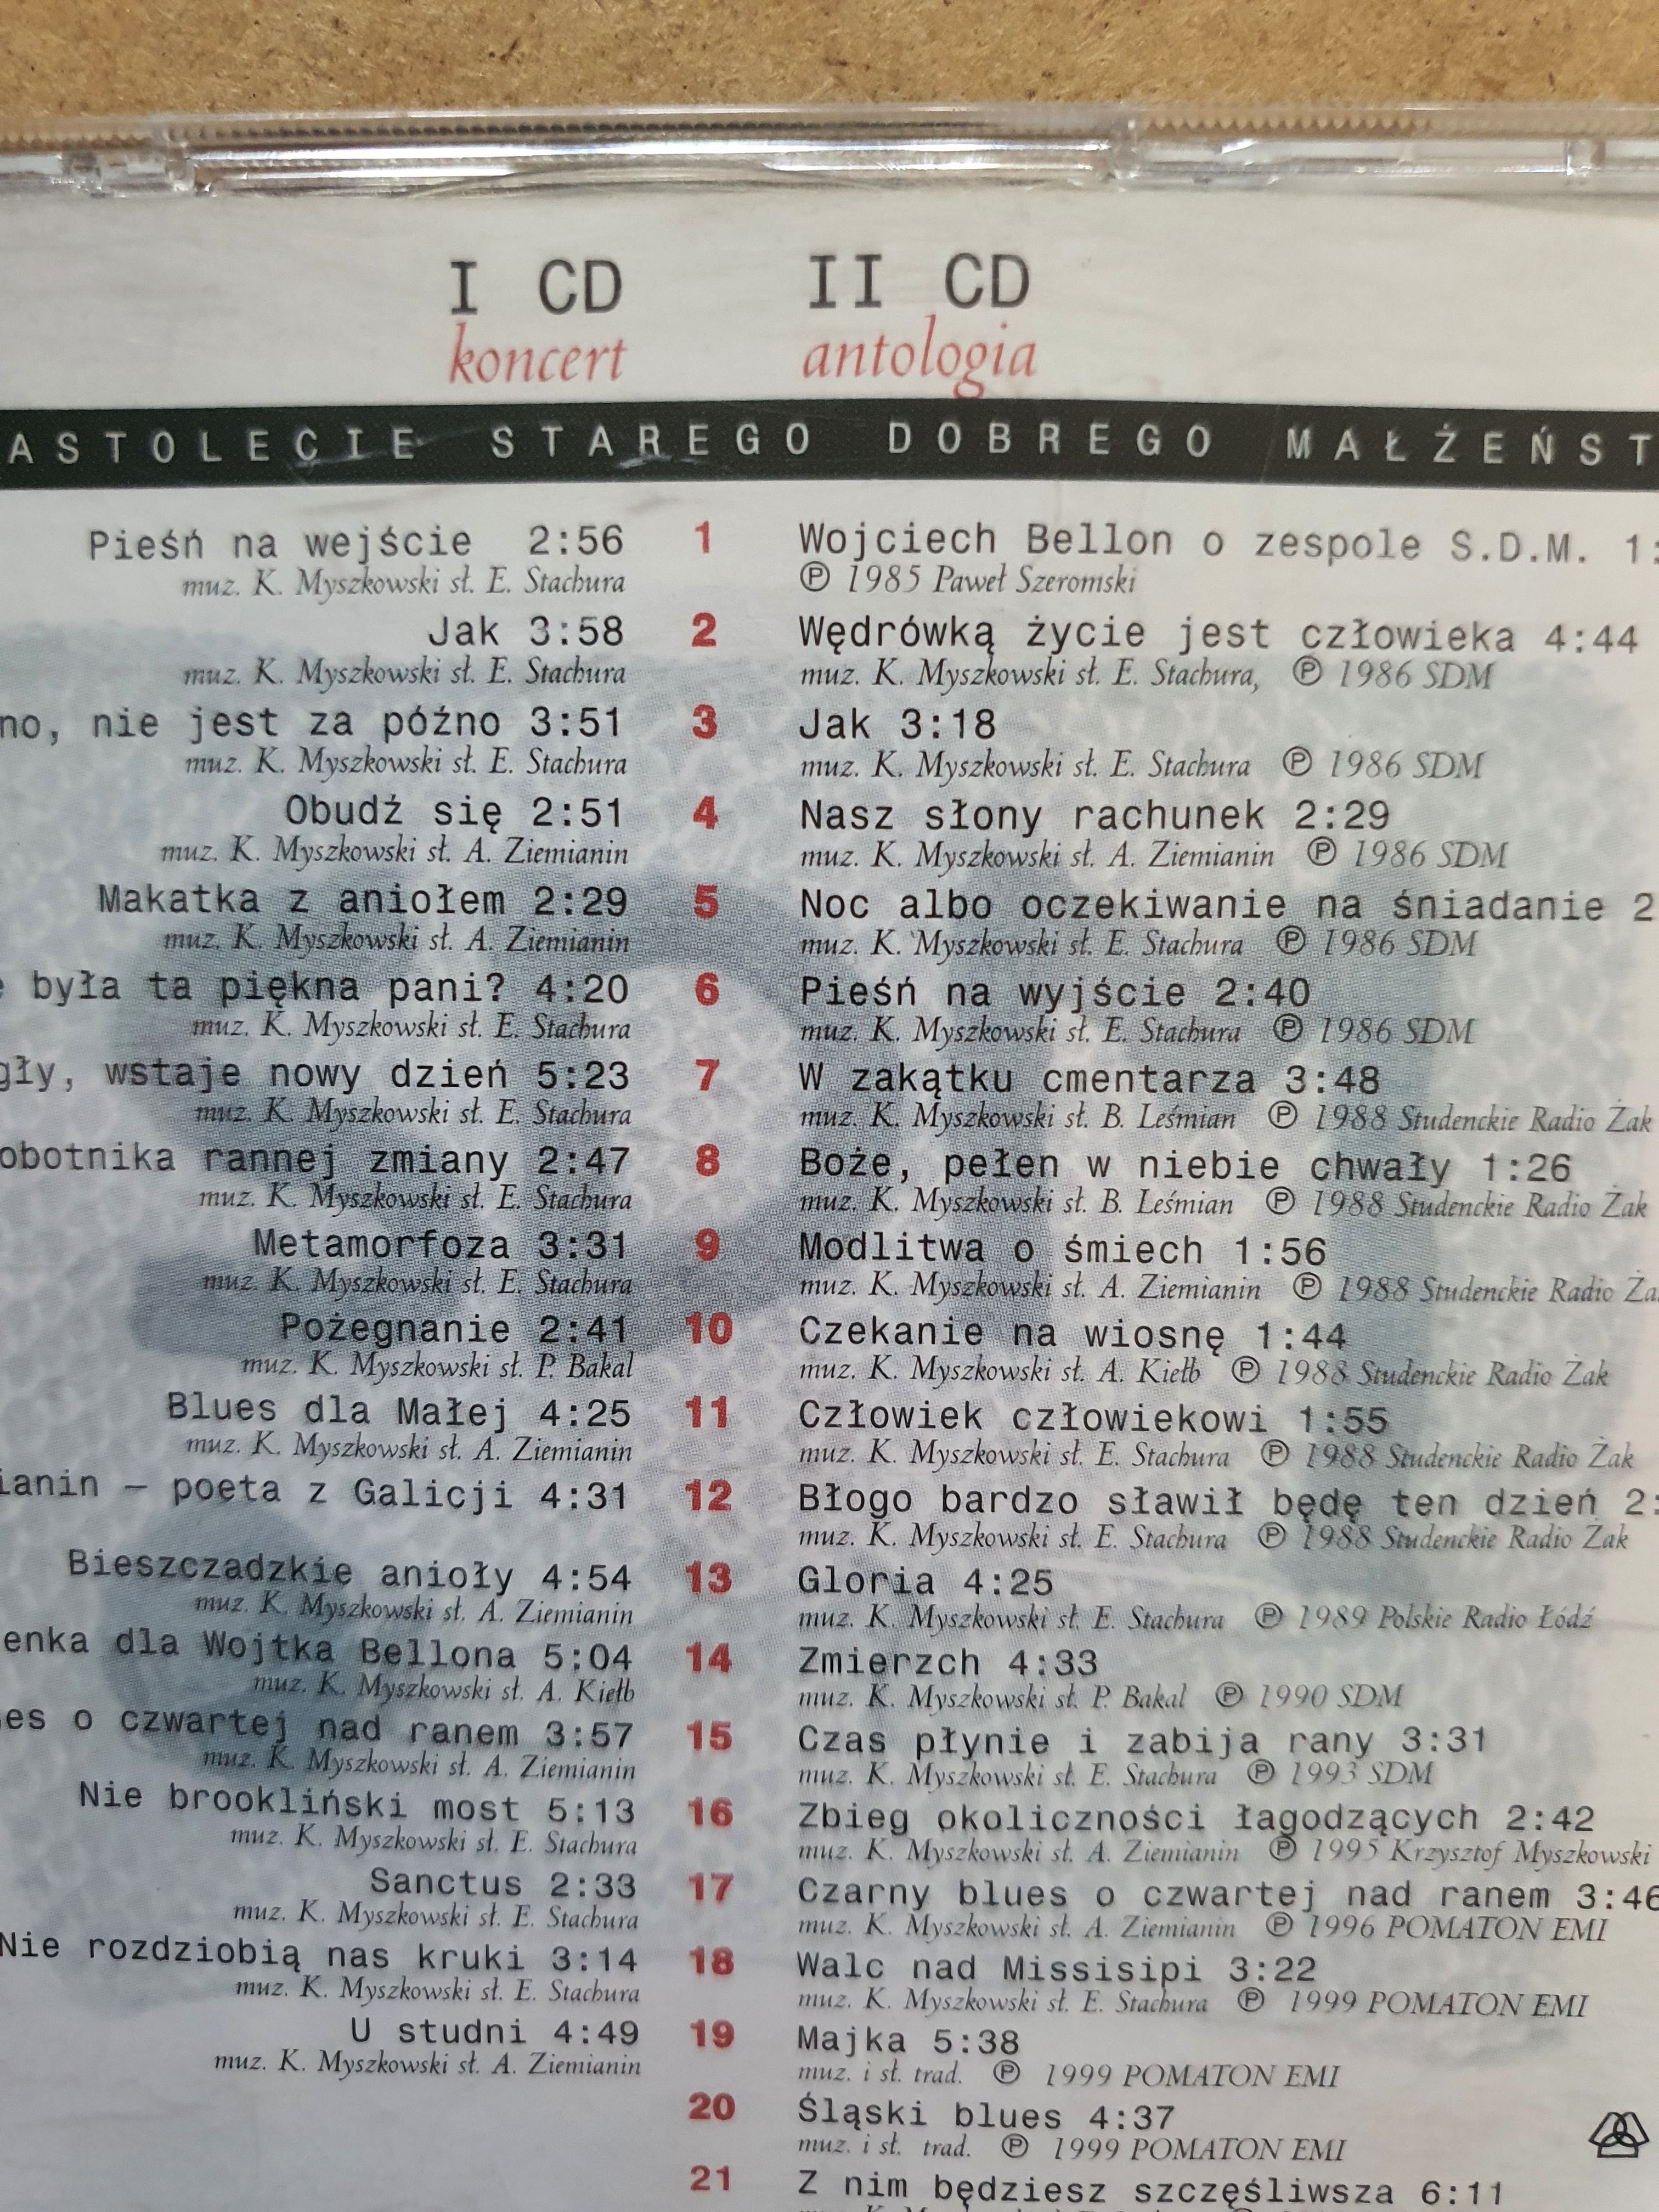 I CD
koncert
II CD
antologia
STAREGO DOBREGO
Pieśń na wejście 2:56
muz. K. Myszkowski sł. E. Stachura
Jak 3:58
muz. K. Myszkowski sł. E. Stachura
nie jest za późno 3:51
muz. K. Myszkowski sł. E. Stachura
Obudź się 2:51
muz. K. Myszkowski sł. A. Ziemianin
Makatka z aniołem 2:29
muz. K. Myszkowski sł. A. Ziemianin
była ta piękna pani? 4:20
muz. K. Myszkowski sł. E. Stachura
wstaje nowy dzień 5:23
muz. K. Myszkowski sł. E. Stachura
rannej zmiany 2:47
muz. K. Myszkowski sł. E. Stachura
Metamorfoza 3:31
muz. K. Myszkowski sł. E. Stachura
Pożegnanie 2:41
muz. K. Myszkowski sł. P. Bakal
Blues dla Małej 4:25
muz. K. Myszkowski sł. A. Ziemianin
– poeta z Galicji 4:31
Bieszczadzkie anioły 4:54
muz. K. Myszkowski sł. A. Ziemianin
dla Wojtka Bellona 5:04
muz. K. Myszkowski sł. A. Kiełb
o czwartej nad ranem 3:57
muz. K. Myszkowski sł. A. Ziemianin
Nie brookliński most 5:13
muz. K. Myszkowski sł. E. Stachura
Sanctus 2:33
muz. K. Myszkowski sł. E. Stachura
Nie rozdziobią nas kruki 3:14
muz. K. Myszkowski sł. E. Stachura
U studni 4:49
muz. K. Myszkowski sł. A. Ziemianin
1 Wojciech Bellon o zespole S.D.M.
℗ 1985 Paweł Szeromski
2 Wędrówką życie jest człowieka 4:44
muz. K. Myszkowski sł. E. Stachura, ℗ 1986 SDM
3 Jak 3:18
muz. K. Myszkowski sł. E. Stachura ℗ 1986 SDM
4 Nasz słony rachunek 2:29
muz. K. Myszkowski sł. A. Ziemianin ℗ 1986 SDM
5 Noc albo oczekiwanie na śniadanie
muz. K. Myszkowski sł. E. Stachura ℗ 1986 SDM
6 Pieśń na wyjście 2:40
muz. K. Myszkowski sł. E. Stachura ℗ 1986 SDM
7 W zakątku cmentarza 3:48
muz. K. Myszkowski sł. B. Leśmian ℗ 1988 Studenckie Radio Żak
8 Boże, pełen w niebie chwały 1:26
muz. K. Myszkowski sł. B. Leśmian ℗ 1988 Studenckie Radio Żak
9 Modlitwa o śmiech 1:56
muz. K. Myszkowski sł. A. Ziemianin ℗ 1988 Studenckie Radio
10 Czekanie na wiosnę 1:44
muz. K. Myszkowski sł. A. Kiełb ℗ 1988 Studenckie Radio Żak
11 Człowiek człowiekowi 1:55
muz. K. Myszkowski sł. E. Stachura ℗ 1988 Studenckie Radio Żak
12 Błogo bardzo sławił będę ten dzień
muz. K. Myszkowski sł. E. Stachura ℗ 1988 Studenckie Radio Żak
13 Gloria 4:25
muz. K. Myszkowski sł. E. Stachura ℗ 1989 Polskie Radio Łódź
14 Zmierzch 4:33
muz. K. Myszkowski sł. P. Bakal ℗ 1990 SDM
15 Czas płynie i zabija rany 3:31
muz. K. Myszkowski sł. E. Stachura ℗ 1993 SDM
16 Zbieg okoliczności łagodzących 2:42
muz. K. Myszkowski sł. A. Ziemianin ℗ 1995 Krzysztof Myszkowski
17 Czarny blues o czwartej nad ranem 3:46
muz. K. Myszkowski sł. A. Ziemianin ℗ 1996 POMATON EMI
18 Walc nad Missisipi 3:22
muz. K. Myszkowski sł. E. Stachura ℗ 1999 POMATON EMI
19 Majka 5:38
muz. i sł. trad. ℗ 1999 POMATON EMI
20 Śląski blues 4:37
muz. i sł. trad. ℗ 1999 POMATON EMI
21 Z nim będziesz szczęśliwsza 6:11